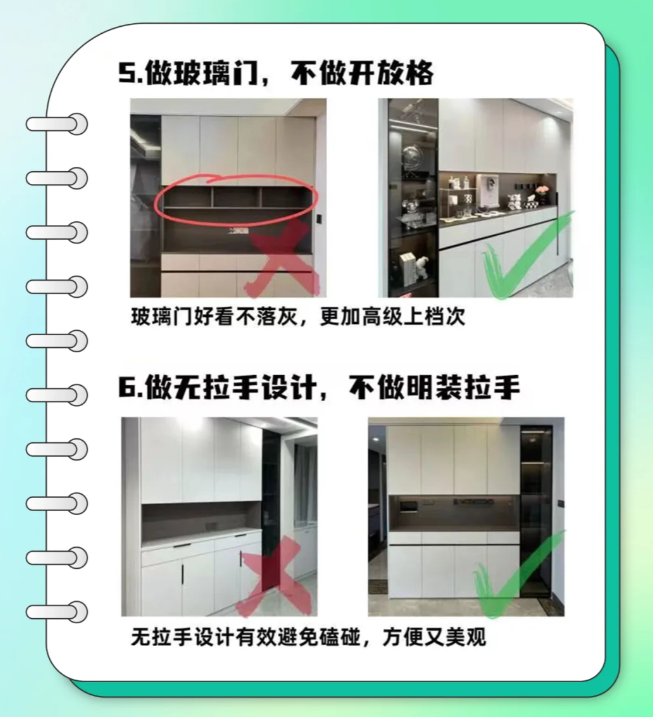 5.做玻璃门，不做开放格
玻璃门好看不落灰，更加高级上档次
6.做无拉手设计，不做明装拉手
无拉手设计有效避免磕碰，方便又美观